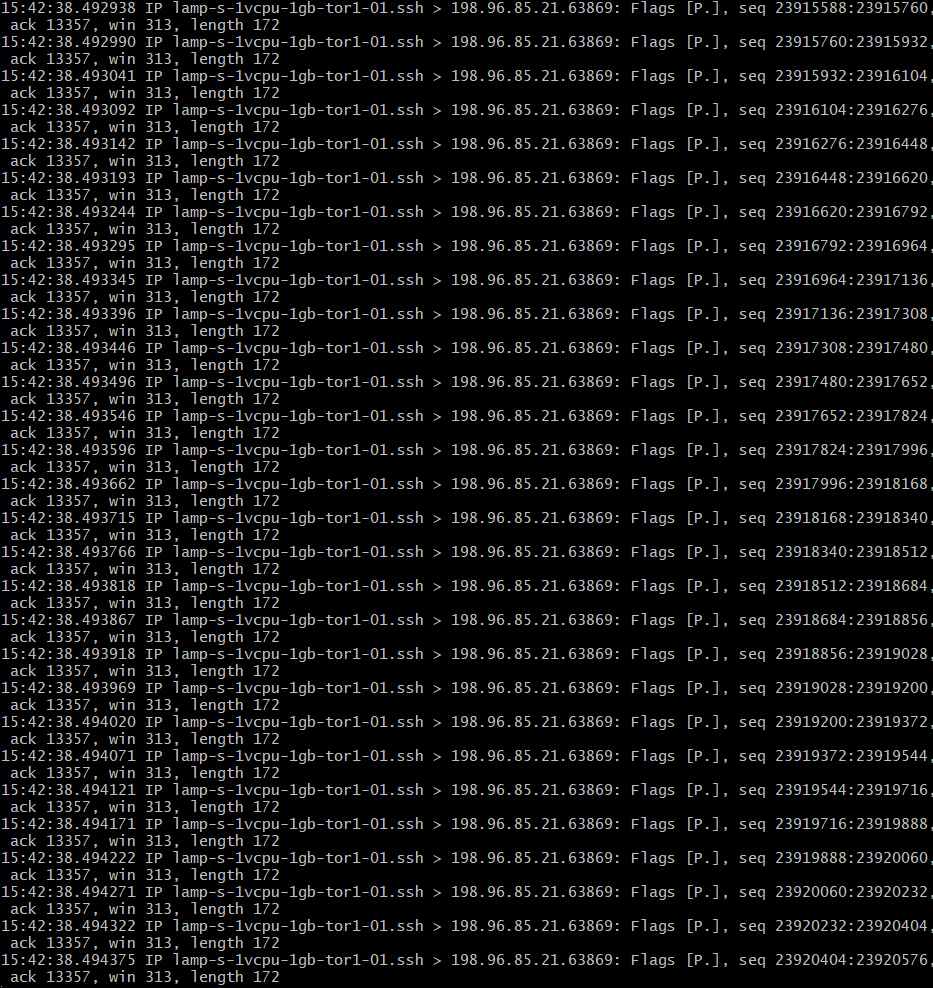 15:42:38.492938 IP lamp-s-1vcpu-1gb-tor1-01.ssh > 198.96.85.21.63869: Flags [P.], seq 23915588:23915760,
 ack 13357, win 313, length 172
15:42:38.492990 IP lamp-s-1vcpu-1gb-tor1-01.ssh > 198.96.85.21.63869: Flags [P.], seq 23915760:23915932,
 ack 13357, win 313, length 172
15:42:38.493041 IP lamp-s-1vcpu-1gb-tor1-01.ssh > 198.96.85.21.63869: Flags [P.], seq 23915932:23916104,
 ack 13357, win 313, length 172
15:42:38.493092 IP lamp-s-1vcpu-1gb-tor1-01.ssh > 198.96.85.21.63869: Flags [P.], seq 23916104:23916276,
 ack 13357, win 313, length 172
15:42:38.493142 IP lamp-s-1vcpu-1gb-tor1-01.ssh > 198.96.85.21.63869: Flags [P.], seq 23916276:23916448,
 ack 13357, win 313, length 172
15:42:38.493193 IP lamp-s-1vcpu-1gb-tor1-01.ssh > 198.96.85.21.63869: Flags [P.], seq 23916448:23916620,
 ack 13357, win 313, length 172
15:42:38.493244 IP lamp-s-1vcpu-1gb-tor1-01.ssh > 198.96.85.21.63869: Flags [P.], seq 23916620:23916792,
 ack 13357, win 313, length 172
15:42:38.493295 IP lamp-s-1vcpu-1gb-tor1-01.ssh > 198.96.85.21.63869: Flags [P.], seq 23916792:23916964,
 ack 13357, win 313, length 172
15:42:38.493345 IP lamp-s-1vcpu-1gb-tor1-01.ssh > 198.96.85.21.63869: Flags [P.], seq 23916964:23917136,
 ack 13357, win 313, length 172
15:42:38.493396 IP lamp-s-1vcpu-1gb-tor1-01.ssh > 198.96.85.21.63869: Flags [P.], seq 23917136:23917308,
 ack 13357, win 313, length 172
15:42:38.493446 IP lamp-s-1vcpu-1gb-tor1-01.ssh > 198.96.85.21.63869: Flags [P.], seq 23917308:23917480,
 ack 13357, win 313, length 172
15:42:38.493496 IP lamp-s-1vcpu-1gb-tor1-01.ssh > 198.96.85.21.63869: Flags [P.], seq 23917480:23917652,
 ack 13357, win 313, length 172
15:42:38.493546 IP lamp-s-1vcpu-1gb-tor1-01.ssh > 198.96.85.21.63869: Flags [P.], seq 23917652:23917824,
 ack 13357, win 313, length 172
15:42:38.493596 IP lamp-s-1vcpu-1gb-tor1-01.ssh > 198.96.85.21.63869: Flags [P.], seq 23917824:23917996,
 ack 13357, win 313, length 172
15:42:38.493662 IP lamp-s-1vcpu-1gb-tor1-01.ssh > 198.96.85.21.63869: Flags [P.], seq 23917996:23918168,
 ack 13357, win 313, length 172
15:42:38.493715 IP lamp-s-1vcpu-1gb-tor1-01.ssh > 198.96.85.21.63869: Flags [P.], seq 23918168:23918340,
 ack 13357, win 313, length 172
15:42:38.493766 IP lamp-s-1vcpu-1gb-tor1-01.ssh > 198.96.85.21.63869: Flags [P.], seq 23918340:23918512,
 ack 13357, win 313, length 172
15:42:38.493818 IP lamp-s-1vcpu-1gb-tor1-01.ssh > 198.96.85.21.63869: Flags [P.], seq 23918512:23918684,
 ack 13357, win 313, length 172
15:42:38.493867 IP lamp-s-1vcpu-1gb-tor1-01.ssh > 198.96.85.21.63869: Flags [P.], seq 23918684:23918856,
 ack 13357, win 313, length 172
15:42:38.493918 IP lamp-s-1vcpu-1gb-tor1-01.ssh > 198.96.85.21.63869: Flags [P.], seq 23918856:23919028,
 ack 13357, win 313, length 172
15:42:38.493969 IP lamp-s-1vcpu-1gb-tor1-01.ssh > 198.96.85.21.63869: Flags [P.], seq 23919028:23919200,
 ack 13357, win 313, length 172
15:42:38.494020 IP lamp-s-1vcpu-1gb-tor1-01.ssh > 198.96.85.21.63869: Flags [P.], seq 23919200:23919372,
 ack 13357, win 313, length 172
15:42:38.494071 IP lamp-s-1vcpu-1gb-tor1-01.ssh > 198.96.85.21.63869: Flags [P.], seq 23919372:23919544,
 ack 13357, win 313, length 172
15:42:38.494121 IP lamp-s-1vcpu-1gb-tor1-01.ssh > 198.96.85.21.63869: Flags [P.], seq 23919544:23919716,
 ack 13357, win 313, length 172
15:42:38.494171 IP lamp-s-1vcpu-1gb-tor1-01.ssh > 198.96.85.21.63869: Flags [P.], seq 23919716:23919888,
 ack 13357, win 313, length 172
15:42:38.494222 IP lamp-s-1vcpu-1gb-tor1-01.ssh > 198.96.85.21.63869: Flags [P.], seq 23919888:23920060,
 ack 13357, win 313, length 172
15:42:38.494271 IP lamp-s-1vcpu-1gb-tor1-01.ssh > 198.96.85.21.63869: Flags [P.], seq 23920060:23920232,
 ack 13357, win 313, length 172
15:42:38.494322 IP lamp-s-1vcpu-1gb-tor1-01.ssh > 198.96.85.21.63869: Flags [P.], seq 23920232:23920404,
 ack 13357, win 313, length 172
15:42:38.494375 IP lamp-s-1vcpu-1gb-tor1-01.ssh > 198.96.85.21.63869: Flags [P.], seq 23920404:23920576,
 ack 13357, win 313, length 172